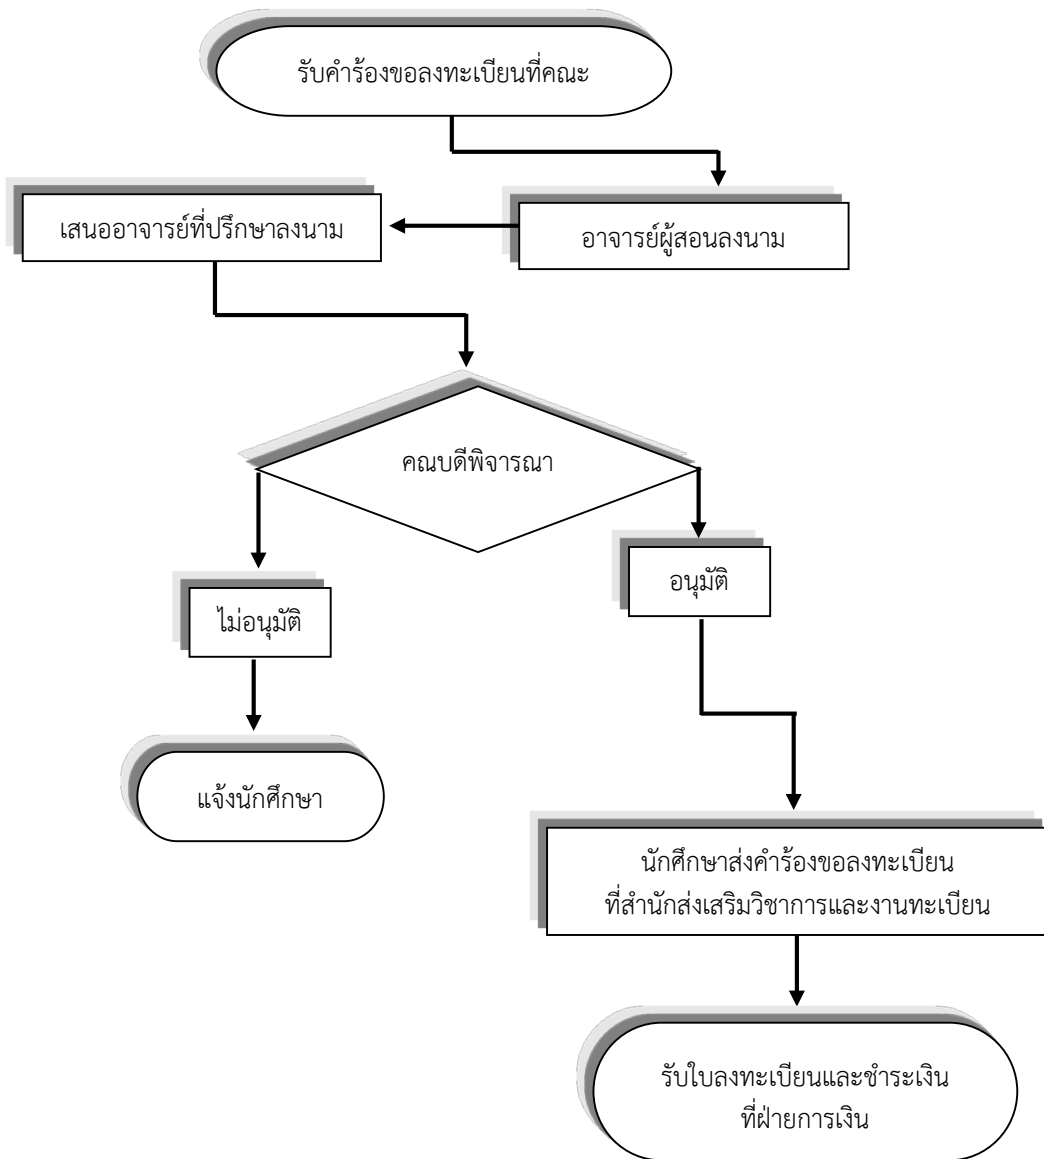 รับคำร้องขอลงทะเบียนที่คณะ
เสนออาจารย์ที่ปรึกษาลงนาม
อาจารย์ผู้สอนลงนาม
คณบดีพิจารณา
อนุมัติ
ไม่อนุมัติ
แจ้งนักศึกษา
นักศึกษาส่งคำร้องขอลงทะเบียน
ที่สำนักส่งเสริมวิชาการและงานทะเบียน
รับใบลงทะเบียนและชำระเงิน
ที่ฝ่ายการเงิน